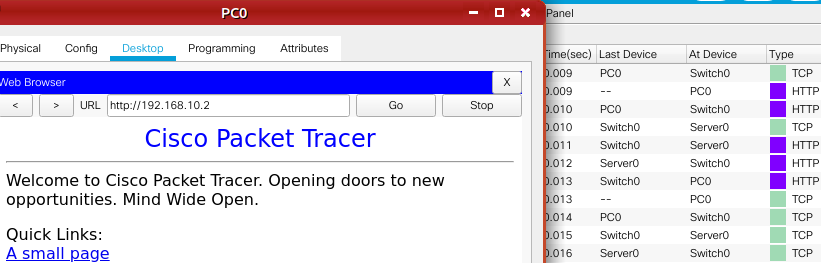 PC0
Physical Config Desktop Programming Attributes
Web Browser X
< > URL http://192.168.10.2 Go Stop
Cisco Packet Tracer
Welcome to Cisco Packet Tracer. Opening doors to new
opportunities. Mind Wide Open.
Quick Links:
A small page
Panel
Time(sec) Last Device At Device Type
0.009 PC0 Switch0 TCP
0.009 -- PC0 HTTP
0.010 PC0 Switch0 HTTP
0.010 Switch0 Server0 TCP
0.011 Switch0 Server0 HTTP
0.012 Server0 Switch0 HTTP
0.013 Switch0 PC0 HTTP
0.013 -- PC0 TCP
0.014 PC0 Switch0 TCP
0.015 Switch0 Server0 TCP
0.016 Server0 Switch0 TCP